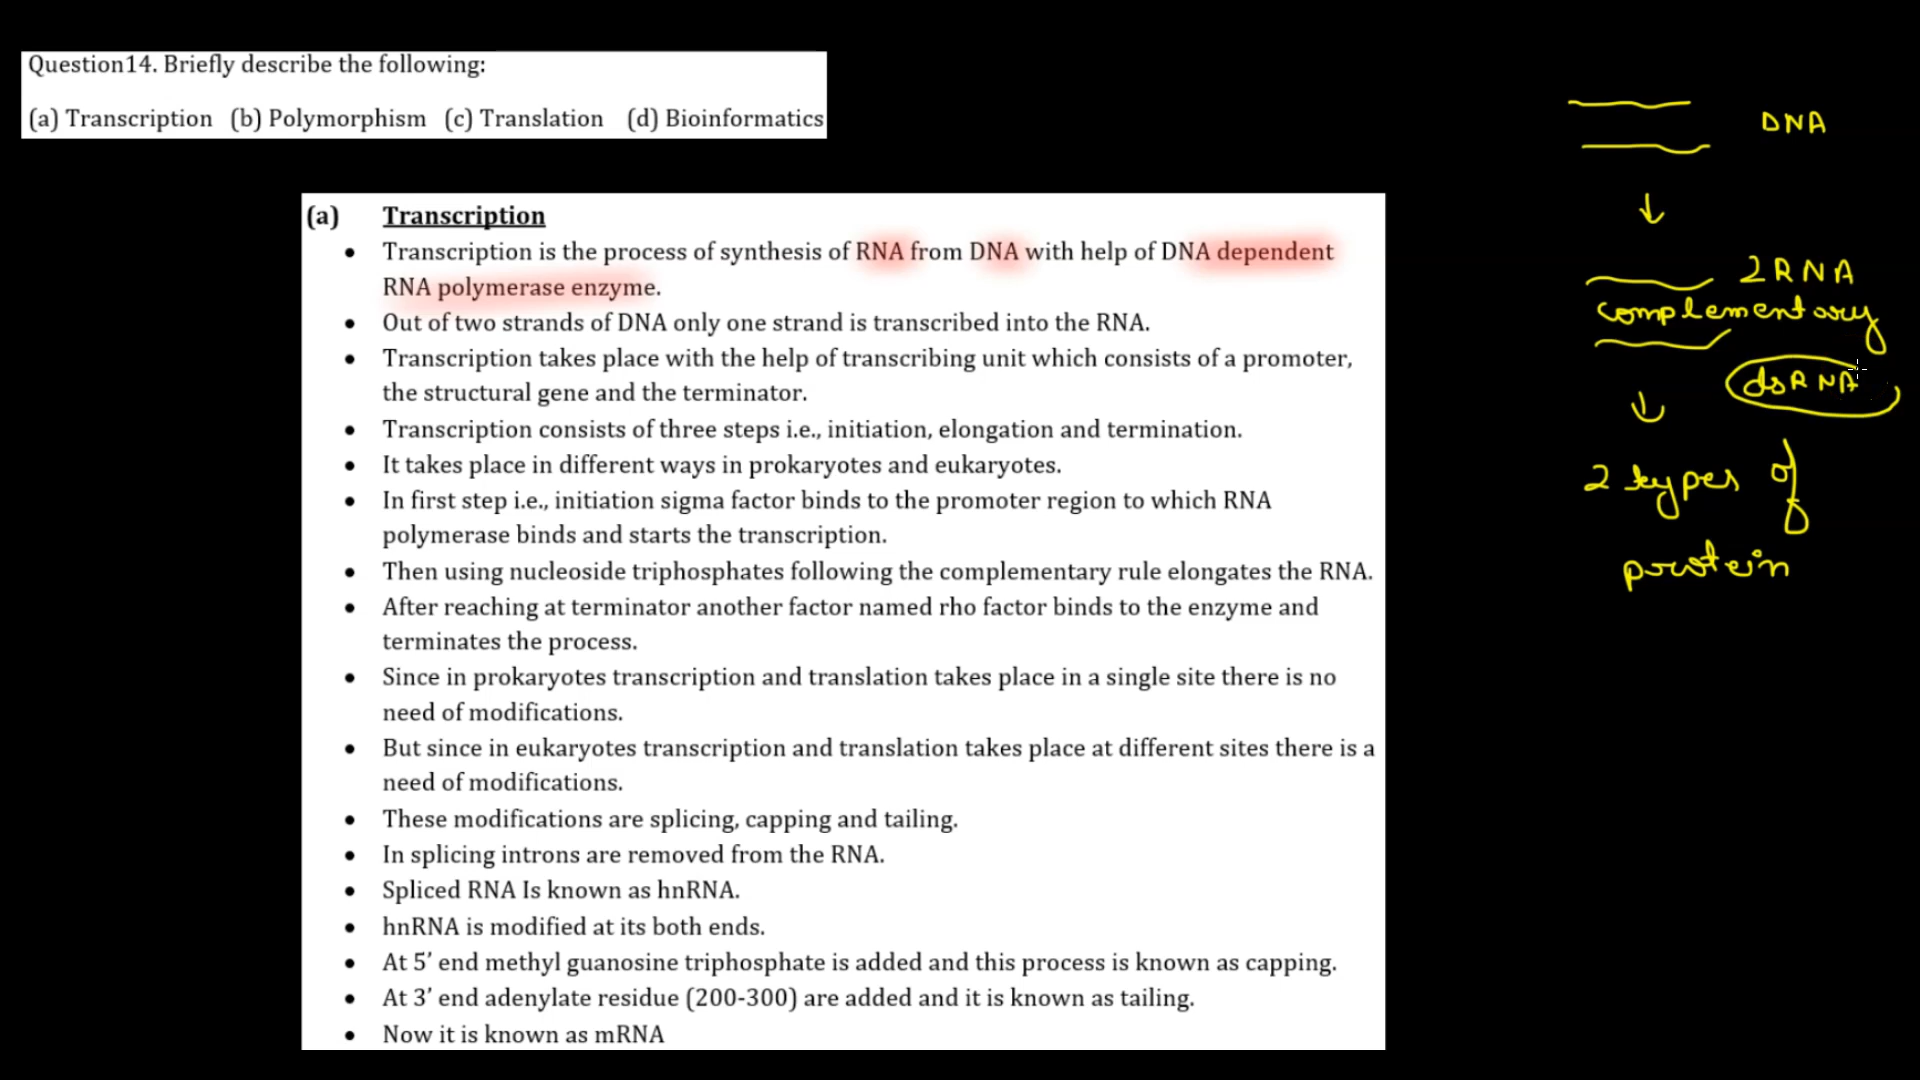 Question14. Briefly describe the following:
(a) Transcription (b) Polymorphism (c) Translation (d) Bioinformatics
(a) Transcription
• Transcription is the process of synthesis of RNA from DNA with help of DNA dependent
RNA polymerase enzyme.
• Out of two strands of DNA only one strand is transcribed into the RNA.
• Transcription takes place with the help of transcribing unit which consists of a promoter,
the structural gene and the terminator.
• Transcription consists of three steps i.e., initiation, elongation and termination.
• It takes place in different ways in prokaryotes and eukaryotes.
• In first step i.e., initiation sigma factor binds to the promoter region to which RNA
polymerase binds and starts the transcription.
• Then using nucleoside triphosphates following the complementary rule elongates the RNA.
• After reaching at terminator another factor named rho factor binds to the enzyme and
terminates the process.
• Since in prokaryotes transcription and translation takes place in a single site there is no
need of modifications.
• But since in eukaryotes transcription and translation takes place at different sites there is a
need of modifications.
• These modifications are splicing, capping and tailing.
• In splicing introns are removed from the RNA.
• Spliced RNA Is known as hnRNA.
• hnRNA is modified at its both ends.
• At 5’ end methyl guanosine triphosphate is added and this process is known as capping.
• At 3’ end adenylate residue (200-300) are added and it is known as tailing.
• Now it is known as mRNA
DNA
2 RNA
complementary
dsRNA
2 types of
protein